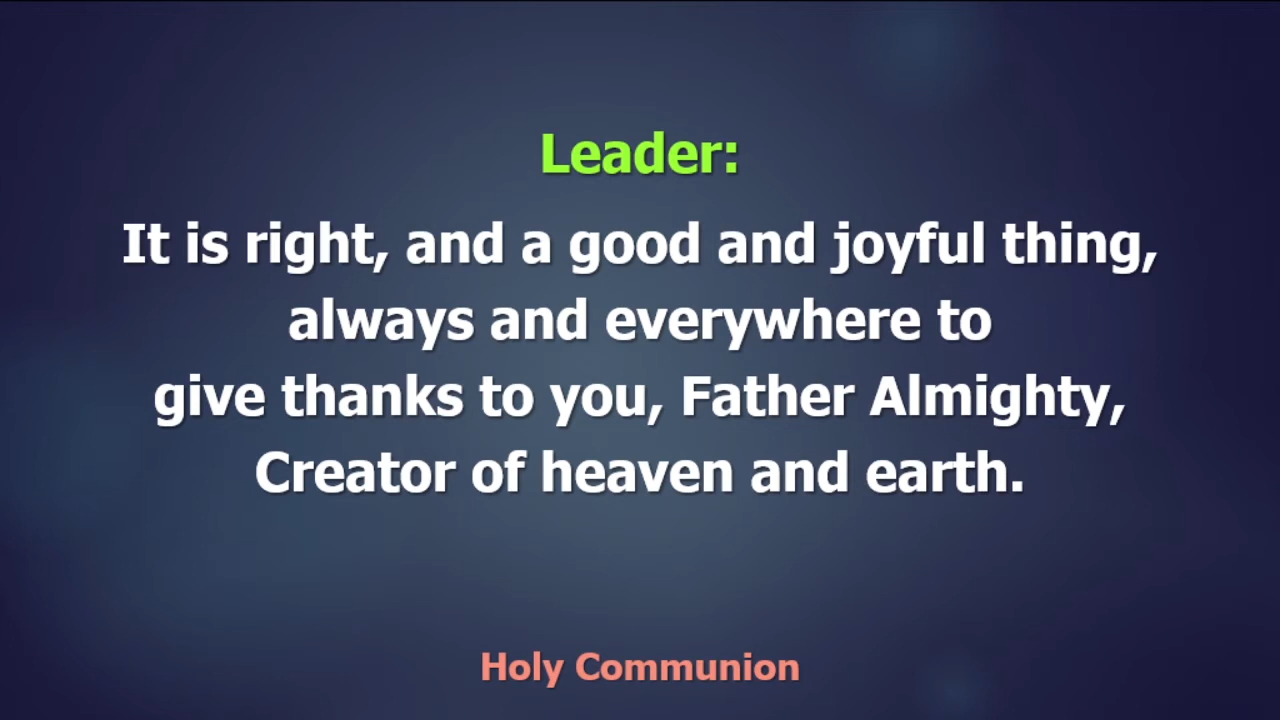 Leader:
It is right, and a good and joyful thing,
always and everywhere to
give thanks to you, Father Almighty,
Creator of heaven and earth.
Holy Communion